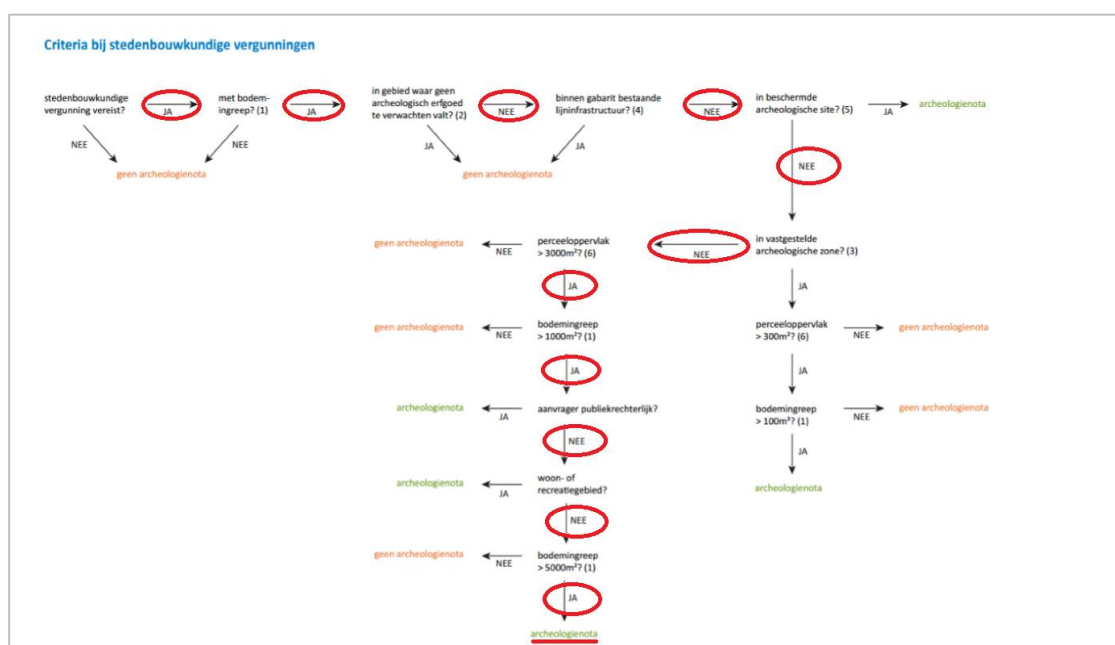 Criteria bij stedenbouwkundige vergunningen
stedenbouwkundige
vergunning vereist?
JA
met bodem-
ingreep? (1)
JA
in gebied waar geen
archeologisch erfgoed
te verwachten valt? (2)
NEE
binnen gabarit bestaande
lijninfrastructuur? (4)
NEE
in beschermde
archeologische site? (5)
JA
archeologienota
NEE
NEE
JA
JA
NEE
geen archeologienota
geen archeologienota
geen archeologienota
NEE
perceeloppervlak
> 3000m²? (6)
NEE
in vastgestelde
archeologische zone? (3)
JA
JA
geen archeologienota
NEE
bodemingreep
> 1000m²? (1)
perceeloppervlak
> 300m²? (6)
NEE
geen archeologienota
JA
JA
archeologienota
JA
aanvrager publiekrechterlijk?
bodemingreep
> 100m²? (1)
NEE
geen archeologienota
NEE
JA
archeologienota
JA
woon- of
recreatiegebied?
archeologienota
NEE
geen archeologienota
NEE
bodemingreep
> 5000m²? (1)
JA
archeologienota